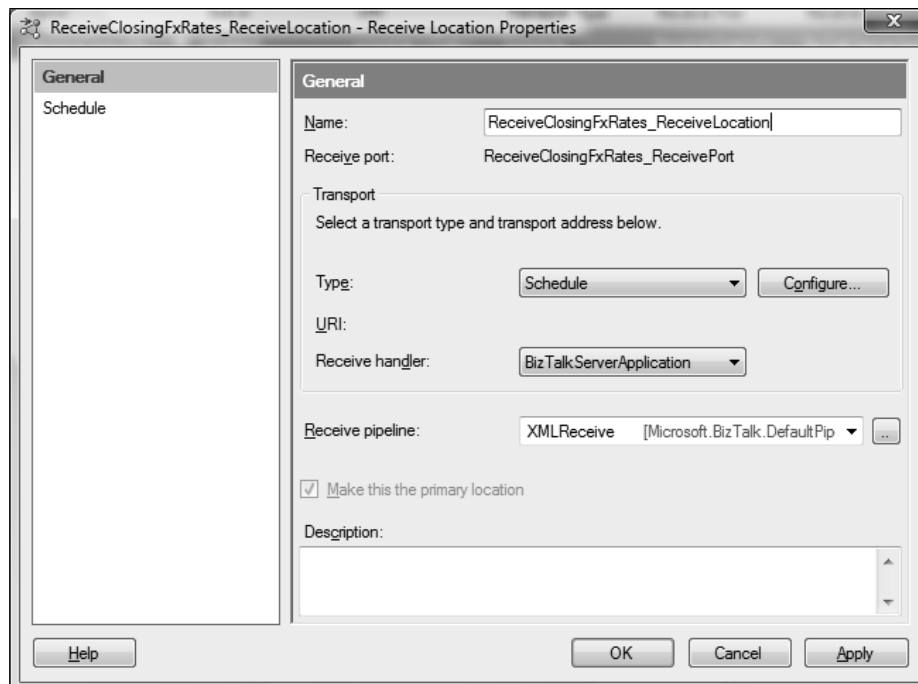 ReceiveClosingFxRates_ReceiveLocation - Receive Location Properties
X
General
Schedule
General
Name: ReceiveClosingFxRates_ReceiveLocation
Receive port: ReceiveClosingFxRates_ReceivePort
Transport
Select a transport type and transport address below.
Type: Schedule Configure...
URI:
Receive handler: BizTalkServerApplication
Receive pipeline: XMLReceive [Microsoft.BizTalk.DefaultPip ..
Make this the primary location
Description:
Help OK Cancel Apply